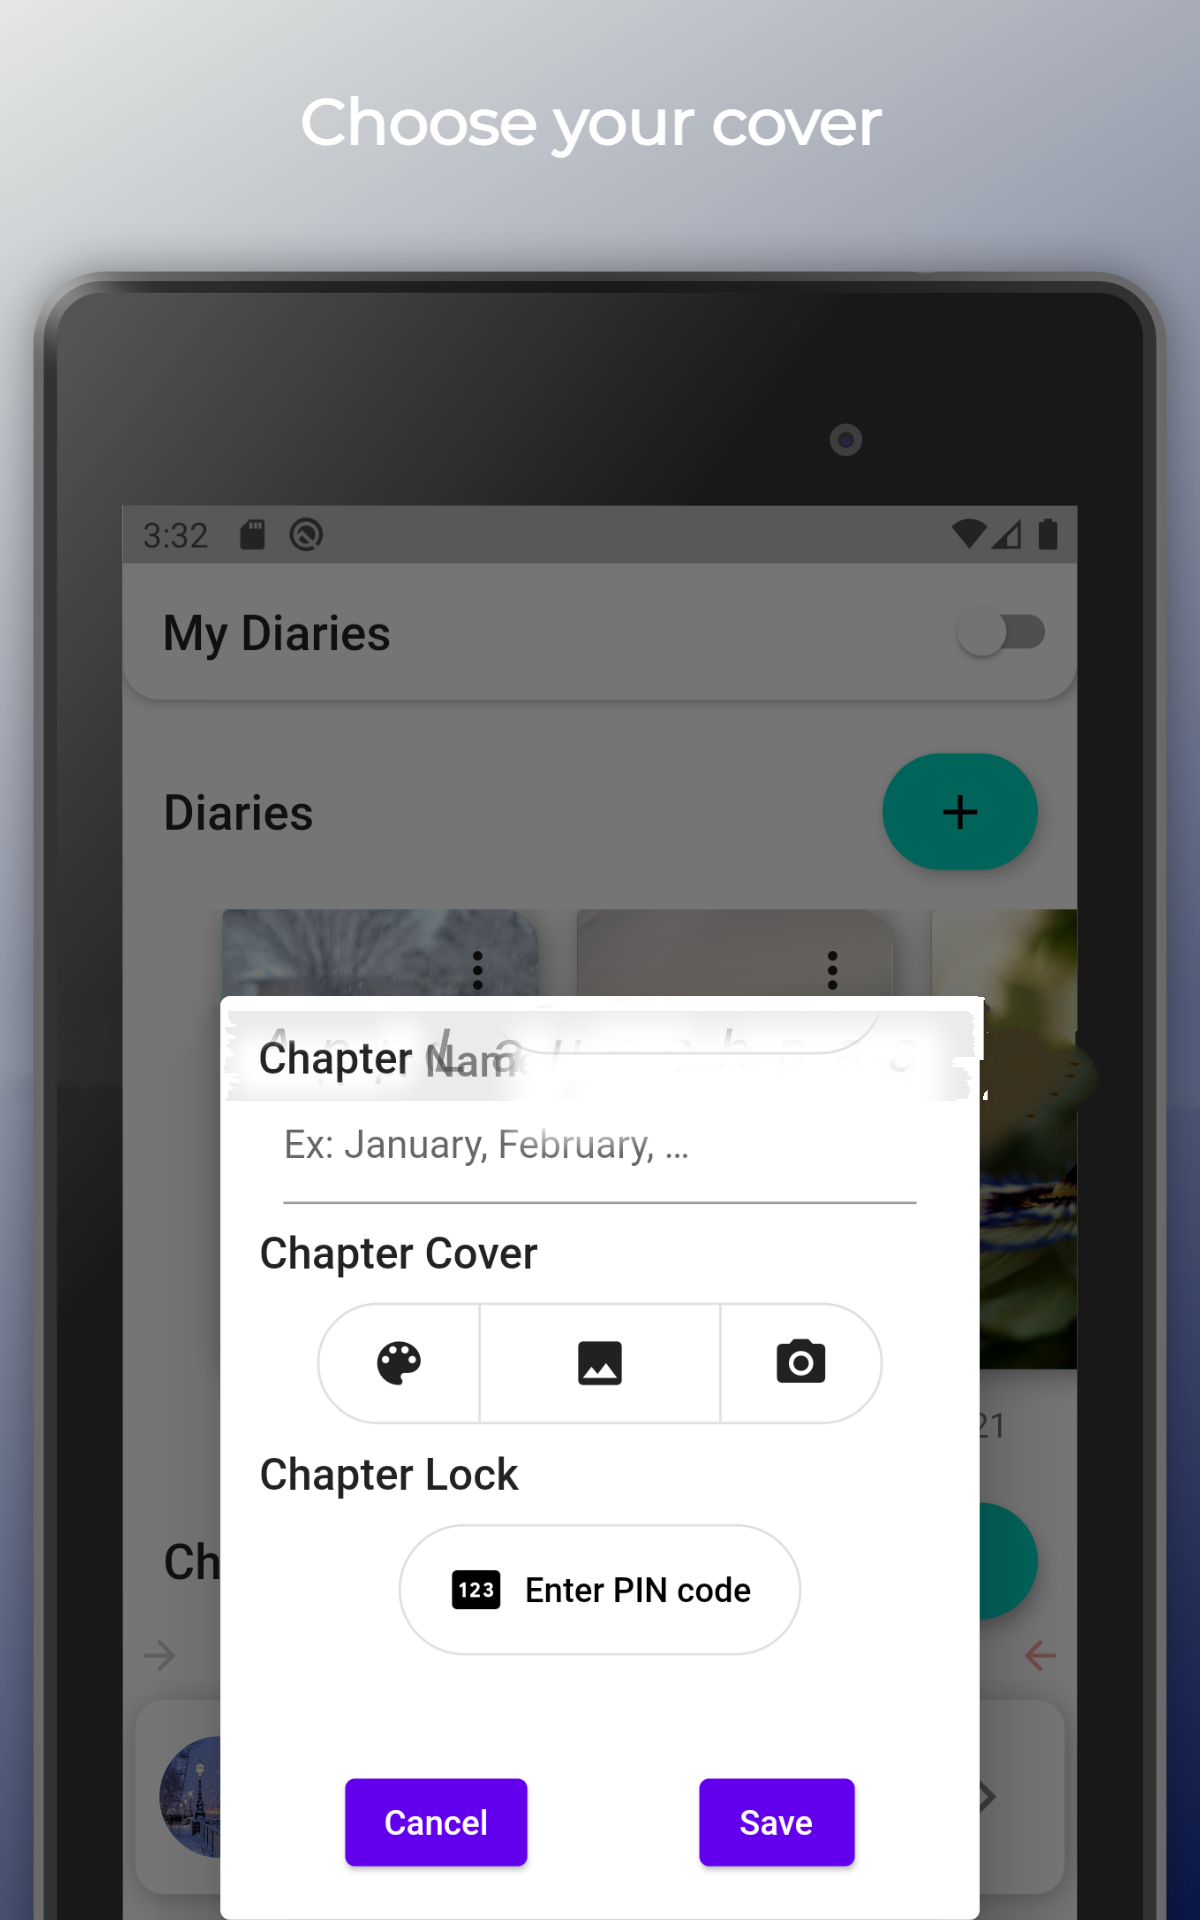 Choose your cover
3:32
My Diaries
Diaries
Chapter Name
Ex: January, February, ...
Chapter Cover
21
Chapter Lock
123 Enter PIN code
Ch
Cancel Save